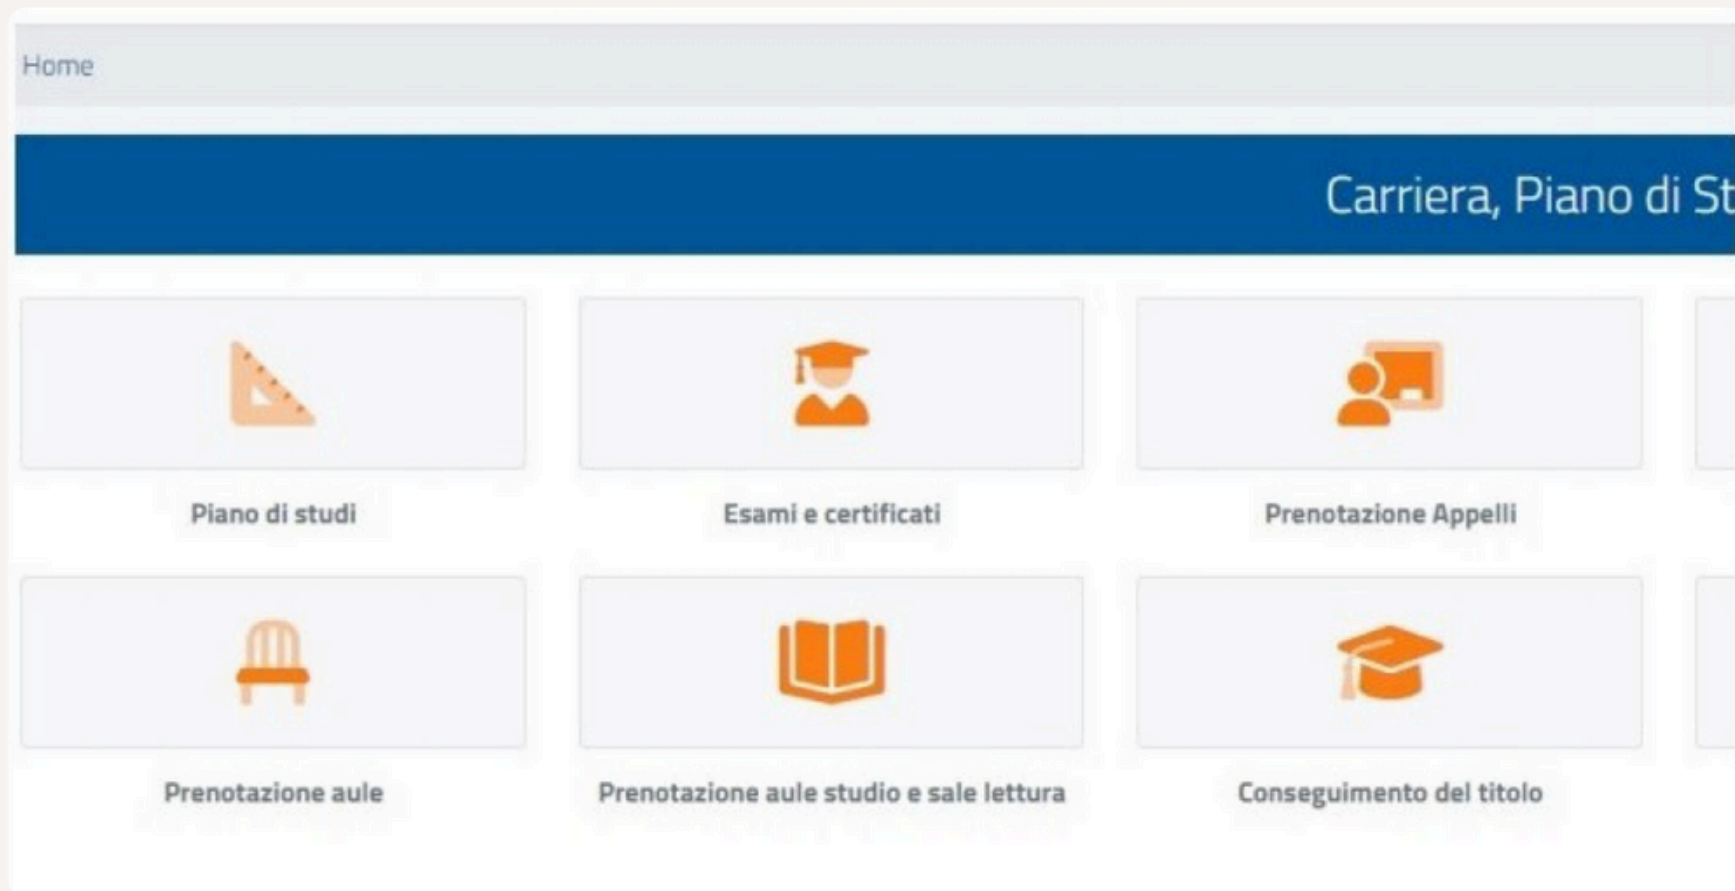 Home
Carriera, Piano di St
Piano di studi
Esami e certificati
Prenotazione Appelli
Prenotazione aule
Prenotazione aule studio e sale lettura
Conseguimento del titolo